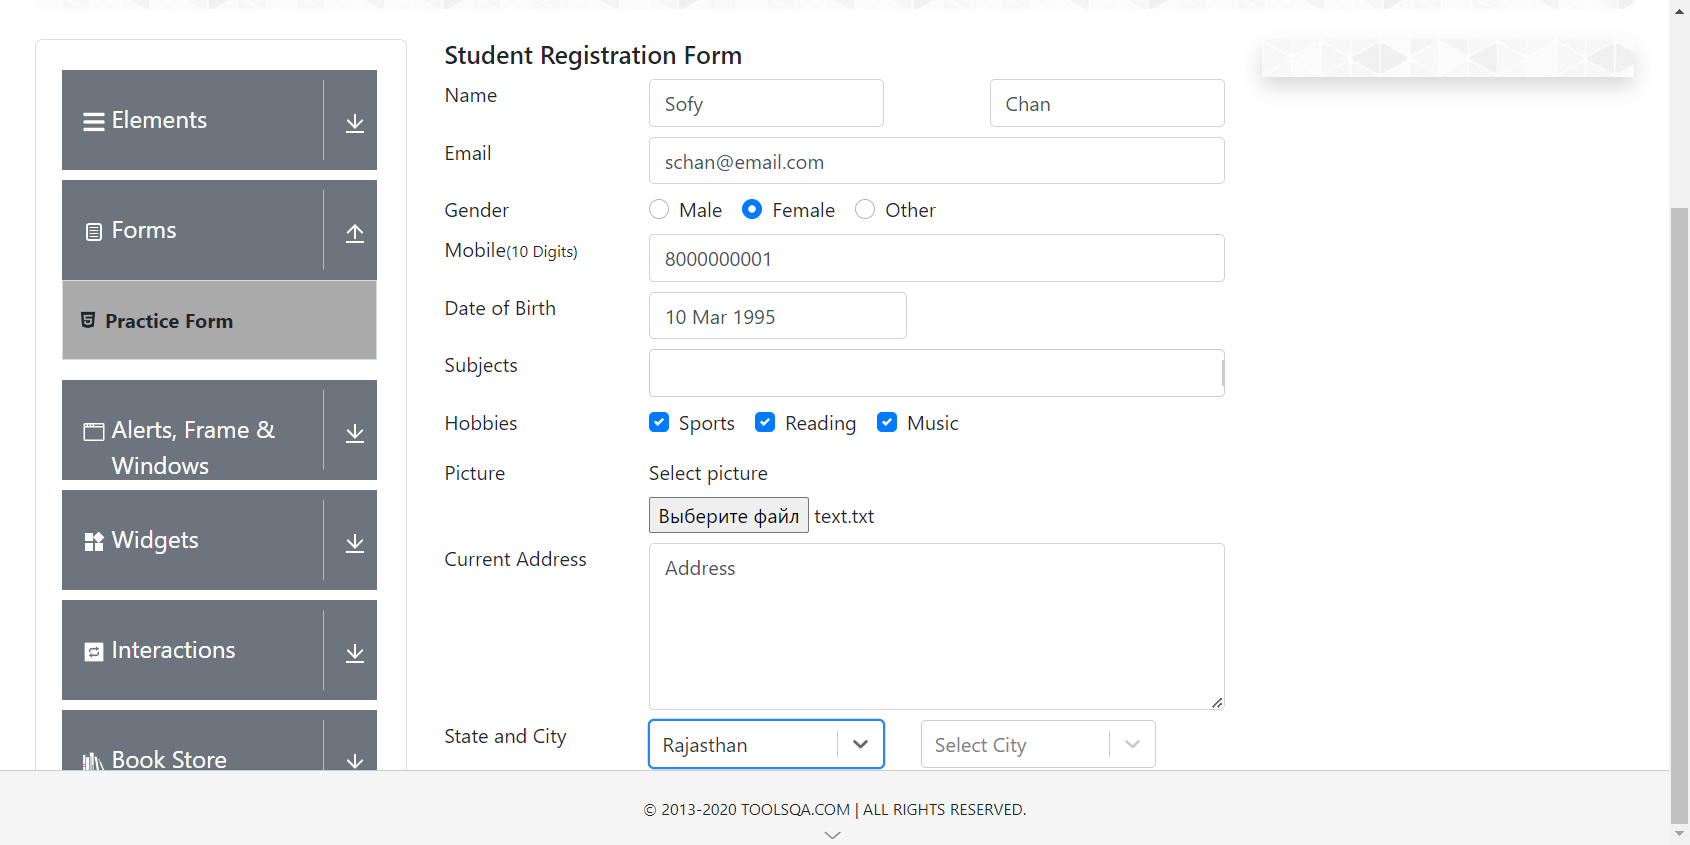 Elements
Forms
Practice Form
Alerts, Frame &
Windows
Widgets
Interactions
Book Store
Student Registration Form
Name
Sofy
Chan
Email
schan@email.com
Gender
Male
Female
Other
Mobile(10 Digits)
8000000001
Date of Birth
10 Mar 1995
Subjects
Hobbies
Sports
Reading
Music
Picture
Select picture
Выберите файл text.txt
Current Address
Address
State and City
Rajasthan
Select City
© 2013-2020 TOOLSQA.COM | ALL RIGHTS RESERVED.